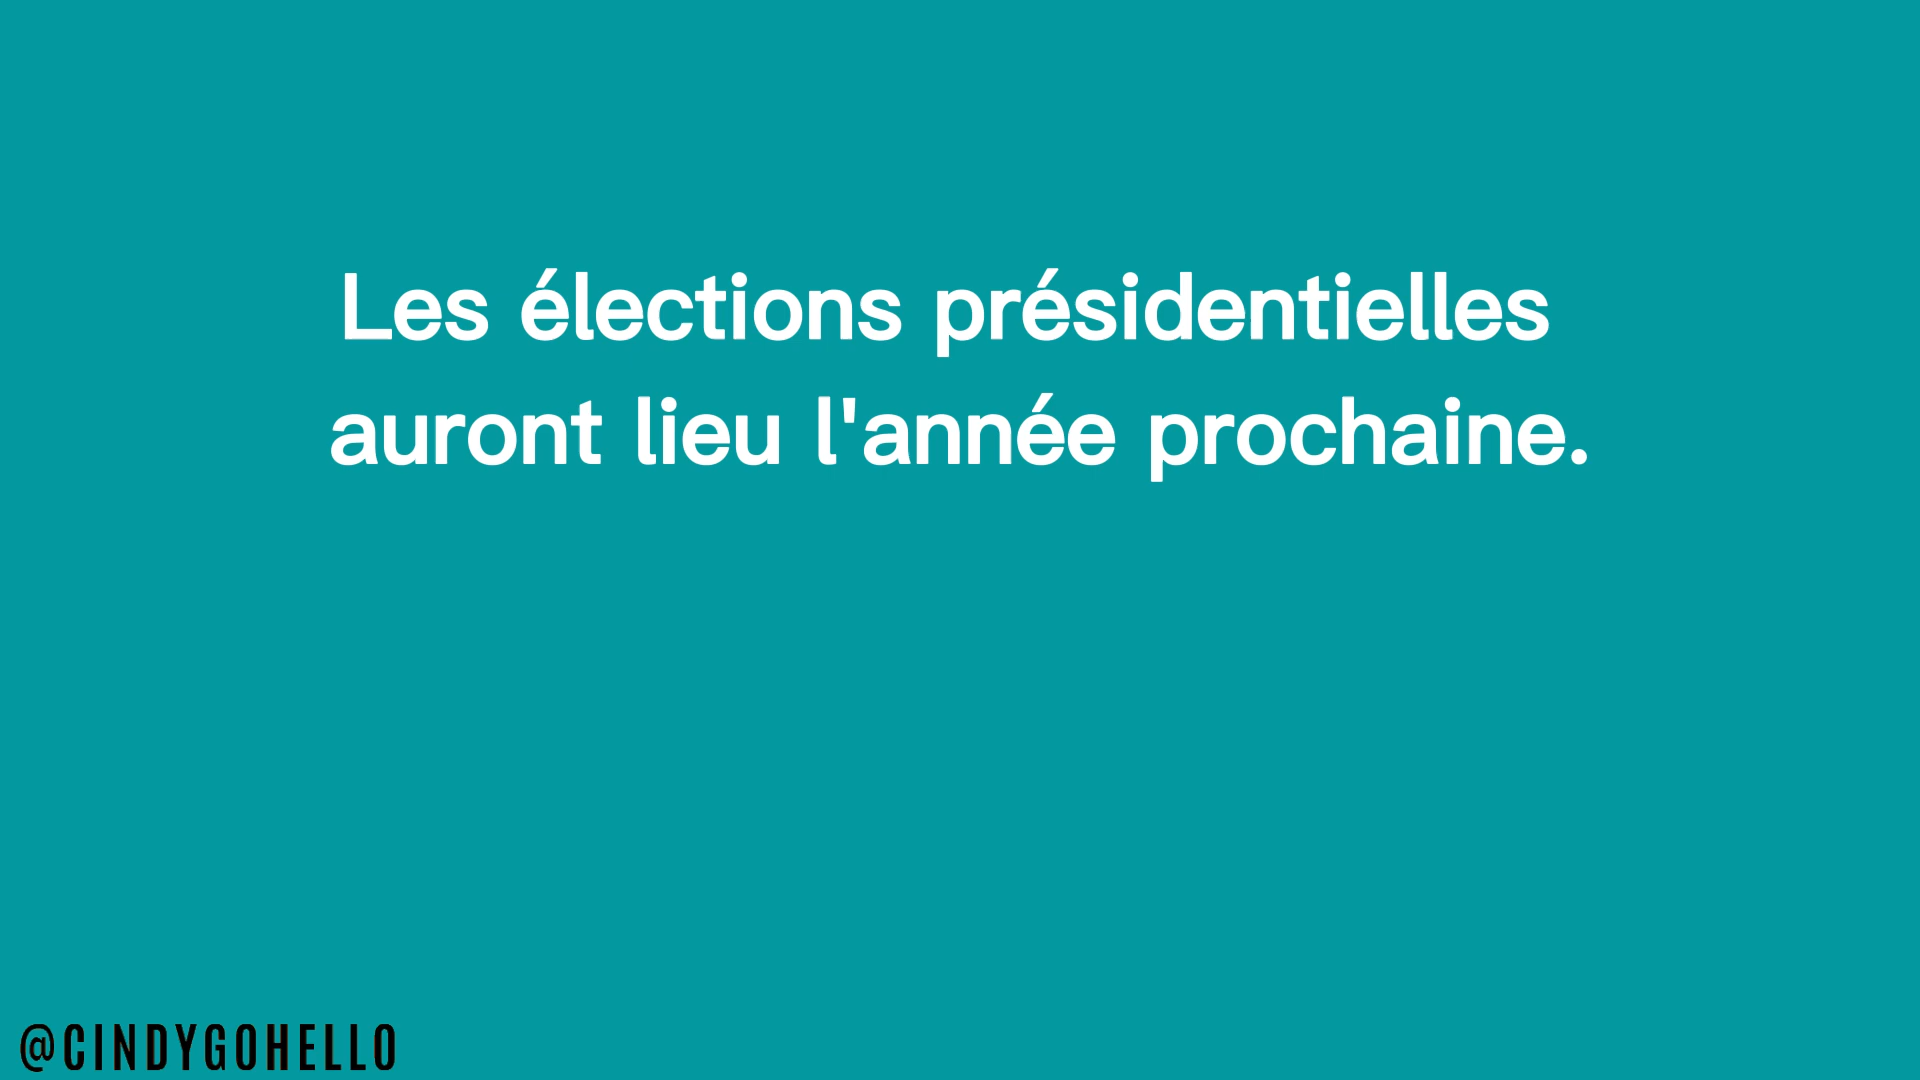 Les élections présidentielles
auront lieu l'année prochaine.
@CINDYGOHELLO